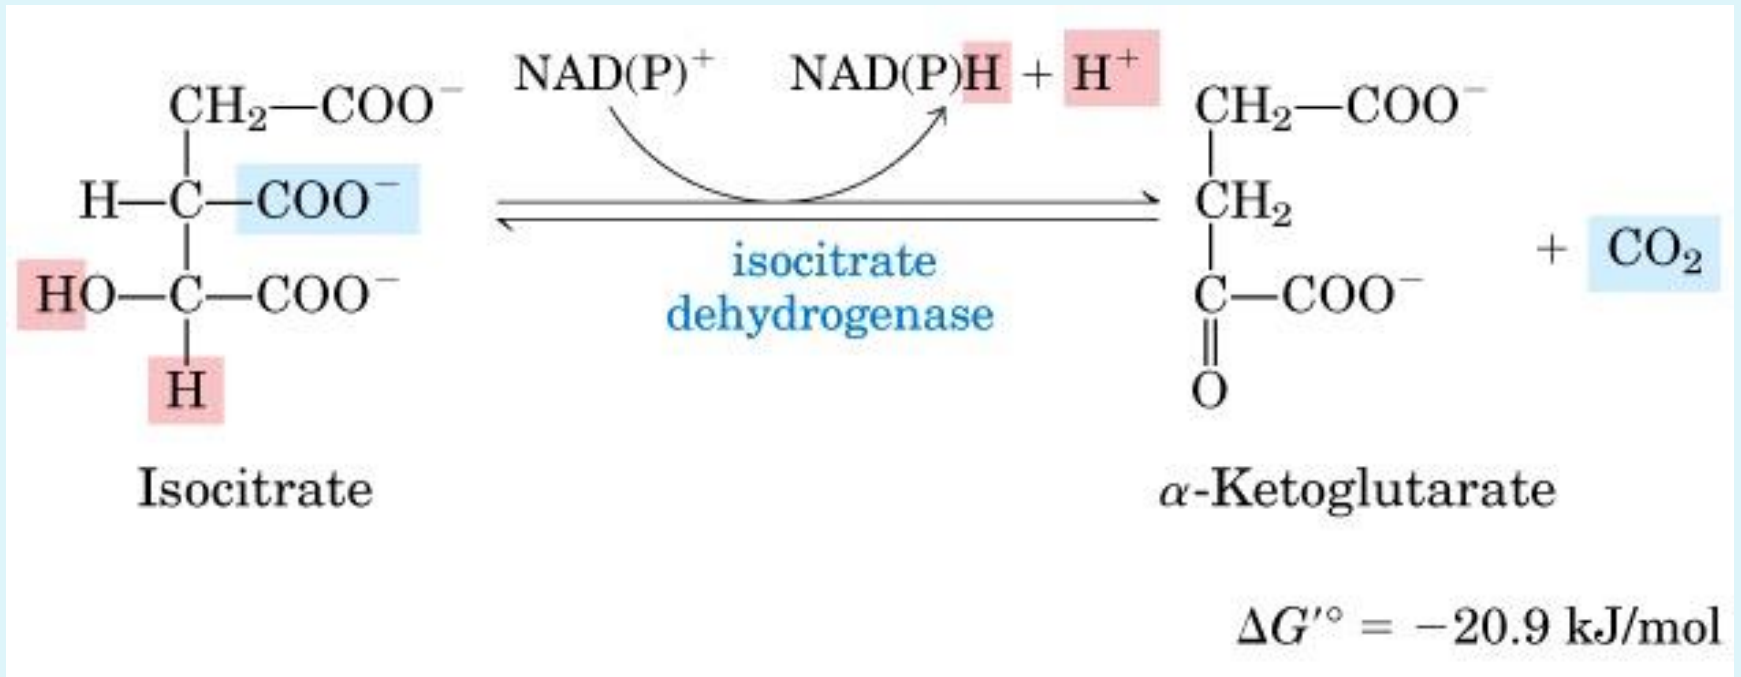 NAD(P)⁺ NAD(P)H + H⁺
CH₂—COO⁻
H—C—COO⁻
HO—C—COO⁻
H
Isocitrate
isocitrate
dehydrogenase
CH₂—COO⁻
CH₂
C—COO⁻
O
+ CO₂
α-Ketoglutarate
ΔG′° = −20.9 kJ/mol